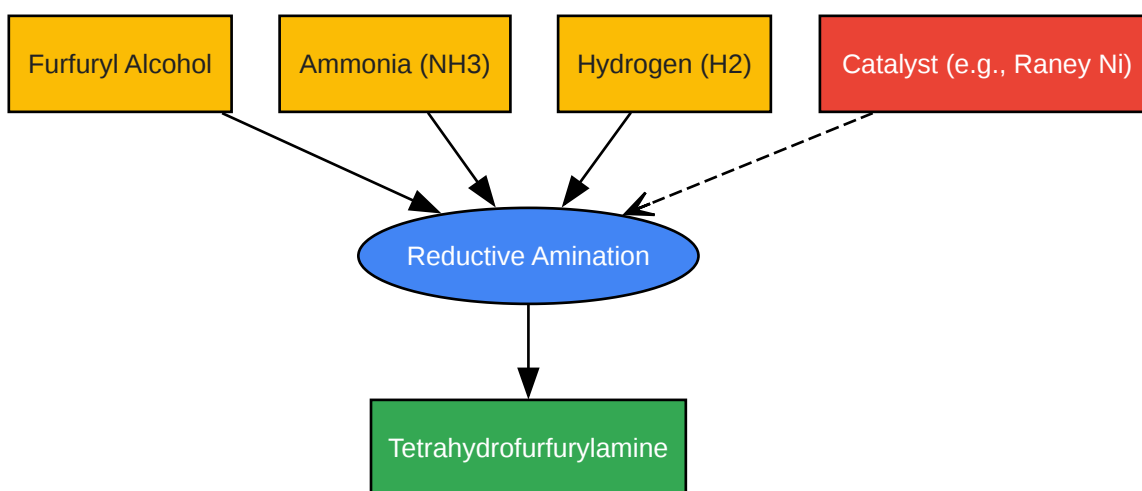 Furfuryl Alcohol
Ammonia (NH3)
Hydrogen (H2)
Catalyst (e.g., Raney Ni)
Reductive Amination
Tetrahydrofurfurylamine